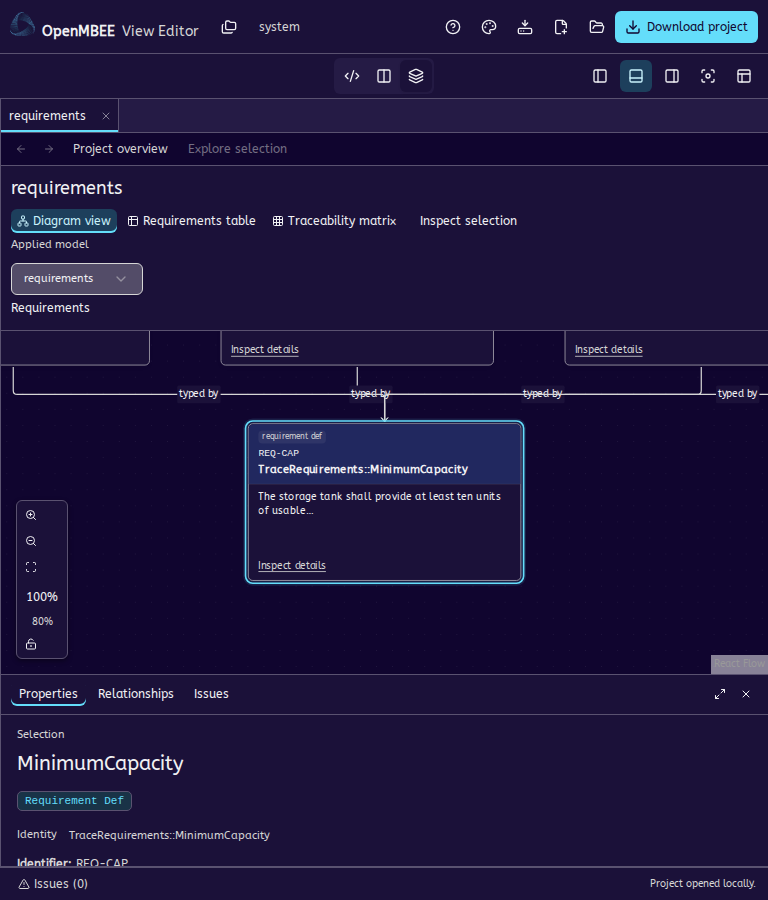 OpenMBEE View Editor
system
Download project
requirements
Project overview
Explore selection
requirements
Diagram view
Requirements table
Traceability matrix
Inspect selection
Applied model
requirements
Requirements
Inspect details
Inspect details
typed by
typed by
typed by
typed by
requirement def
REQ-CAP
TraceRequirements::MinimumCapacity
The storage tank shall provide at least ten units
of usable...
Inspect details
100%
80%
React Flow
Properties
Relationships
Issues
Selection
MinimumCapacity
Requirement Def
Identity TraceRequirements::MinimumCapacity
Identifier: REQ-CAP
Issues (0)
Project opened locally.